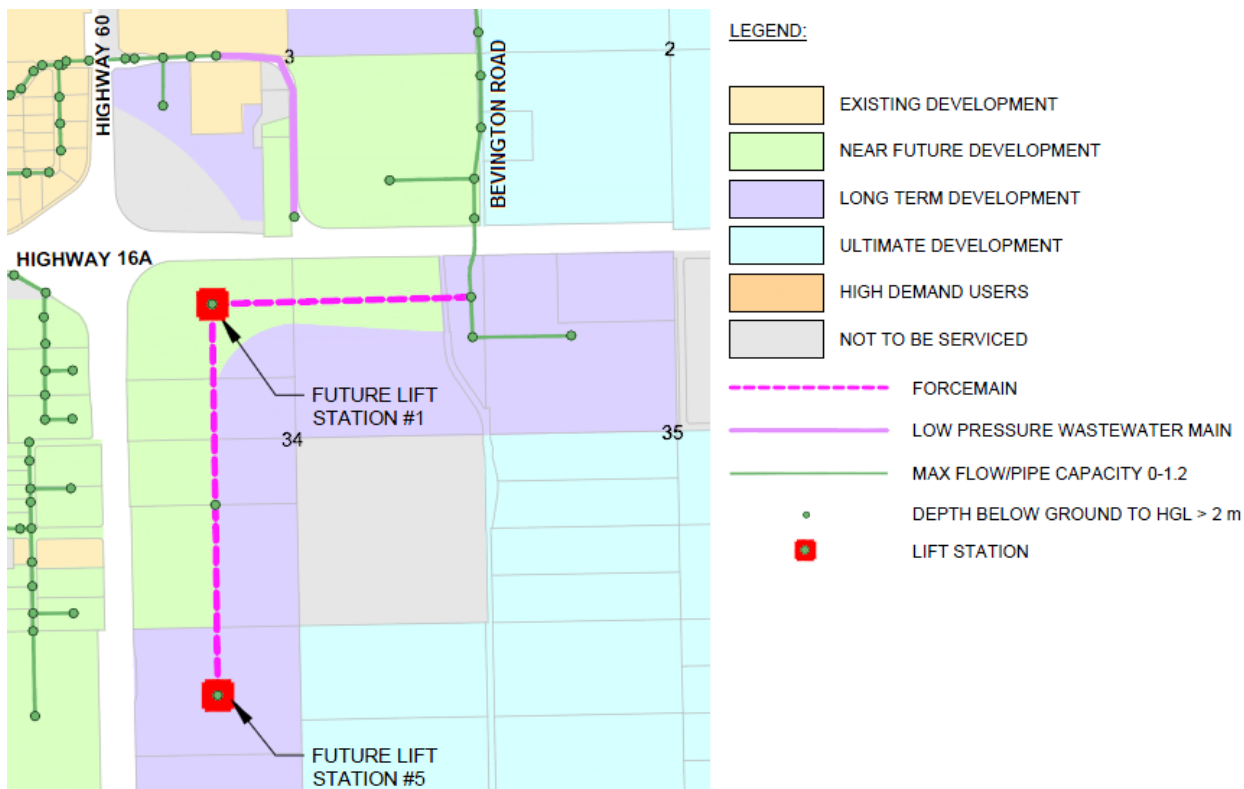 HIGHWAY 60
3
BEVINGTON ROAD
2
HIGHWAY 16A
FUTURE LIFT
STATION #1
34
35
FUTURE LIFT
STATION #5
LEGEND:
EXISTING DEVELOPMENT
NEAR FUTURE DEVELOPMENT
LONG TERM DEVELOPMENT
ULTIMATE DEVELOPMENT
HIGH DEMAND USERS
NOT TO BE SERVICED
FORCEMAIN
LOW PRESSURE WASTEWATER MAIN
MAX FLOW/PIPE CAPACITY 0-1.2
DEPTH BELOW GROUND TO HGL > 2 m
LIFT STATION